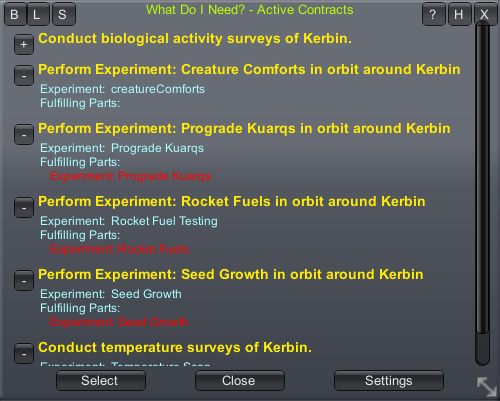 B L S What Do I Need? - Active Contracts ? H X
+ Conduct biological activity surveys of Kerbin.
- Perform Experiment: Creature Comforts in orbit around Kerbin
Experiment: creatureComforts
Fulfilling Parts:
- Perform Experiment: Prograde Kuarqs in orbit around Kerbin
Experiment: Prograde Kuarqs
Fulfilling Parts:
Experiment: Prograde Kuarqs
- Perform Experiment: Rocket Fuels in orbit around Kerbin
Experiment: Rocket Fuel Testing
Fulfilling Parts:
Experiment: Rocket Fuels
- Perform Experiment: Seed Growth in orbit around Kerbin
Experiment: Seed Growth
Fulfilling Parts:
Experiment: Seed Growth
- Conduct temperature surveys of Kerbin.
Experiment: Temperature Scan
Select Close Settings